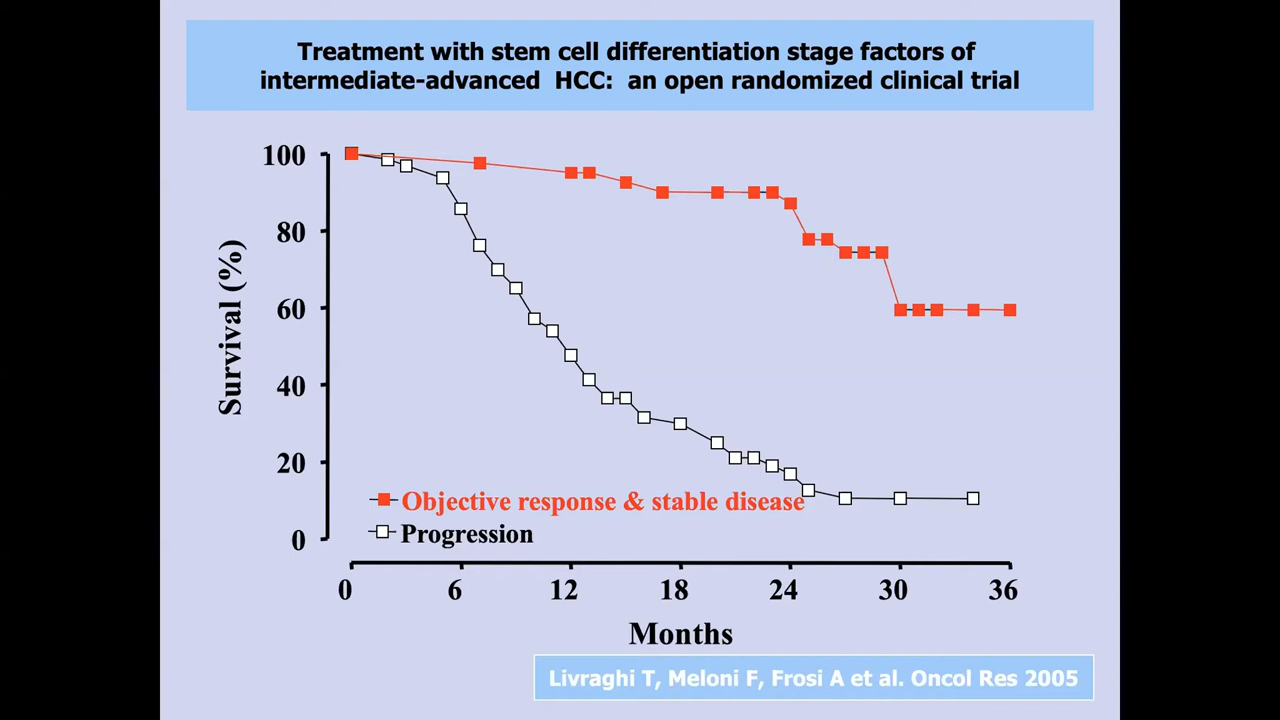 Treatment with stem cell differentiation stage factors of
intermediate-advanced HCC: an open randomized clinical trial
100
80
60
40
20
0
Survival (%)
Objective response & stable disease
Progression
0 6 12 18 24 30 36
Months
Livraghi T, Meloni F, Frosi A et al. Oncol Res 2005